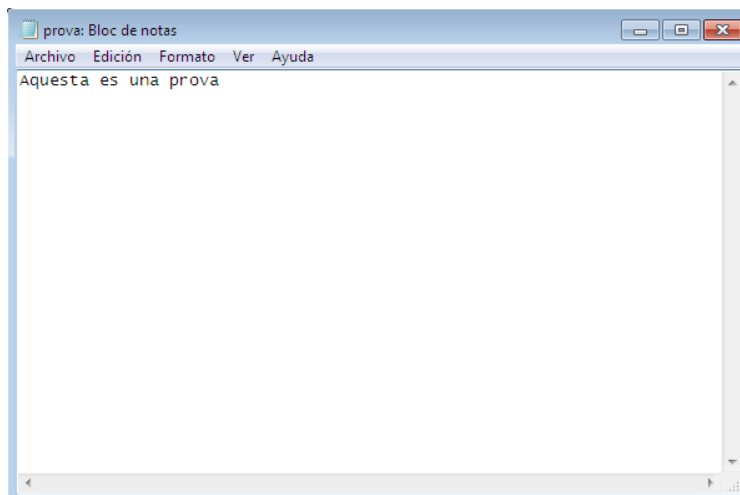 prova: Bloc de notas
Archivo Edición Formato Ver Ayuda
Aquesta es una prova